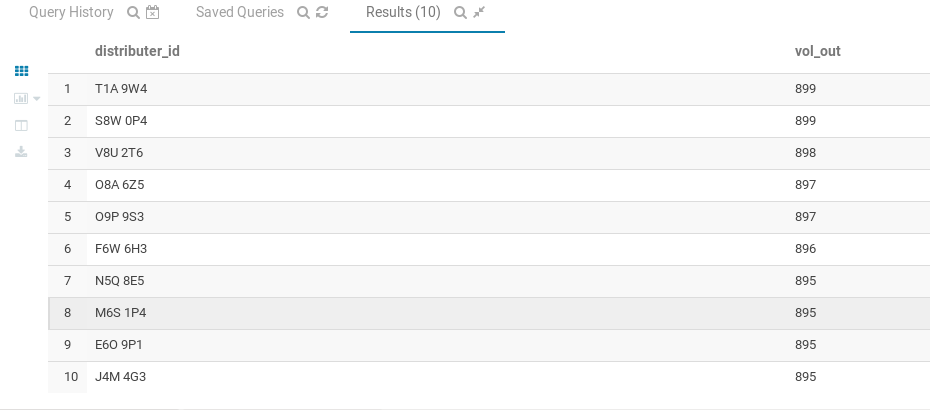 Query History Saved Queries Results (10)
distributer_id vol_out
1 T1A 9W4 899
2 S8W 0P4 899
3 V8U 2T6 898
4 O8A 6Z5 897
5 O9P 9S3 897
6 F6W 6H3 896
7 N5Q 8E5 895
8 M6S 1P4 895
9 E6O 9P1 895
10 J4M 4G3 895